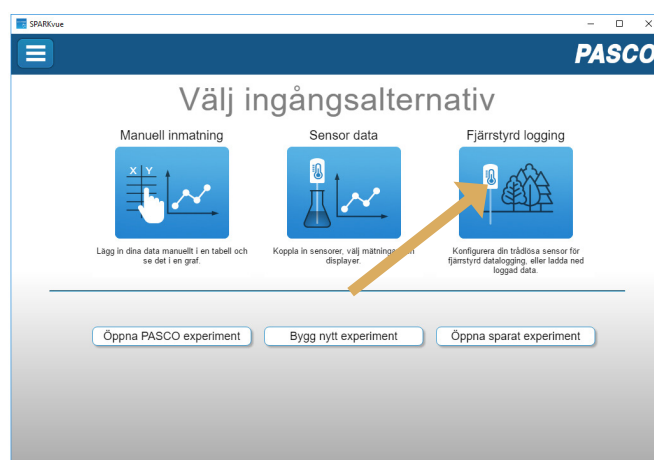 SPARKvue
PASCO
Välj ingångsalternativ
Manuell inmatning
Sensor data
Fjärrstyrd logging
X Y
Lägg in dina data manuellt i en tabell och
se det i en graf.
Koppla in sensorer, välj mätningar
displayer.
Konfigurera din trådlösa sensor för
fjärrstyrd datalogging, eller ladda ned
loggad data.
Öppna PASCO experiment
Bygg nytt experiment
Öppna sparat experiment